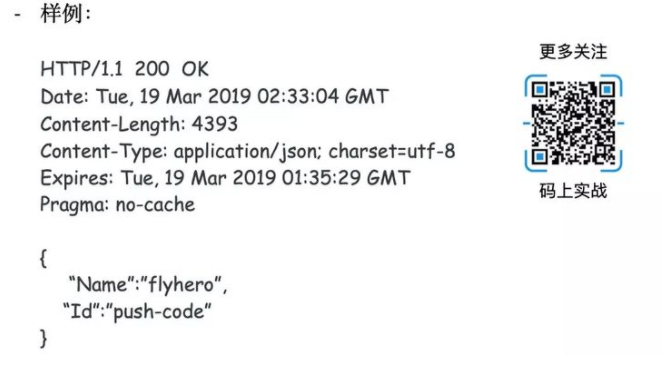 - 样例:
HTTP/1.1 200 OK
Date: Tue, 19 Mar 2019 02:33:04 GMT
Content-Length: 4393
Content-Type: application/json; charset=utf-8
Expires: Tue, 19 Mar 2019 01:35:29 GMT
Pragma: no-cache
{
“Name”:”flyhero”,
“Id”:”push-code”
}
更多关注
码上实战